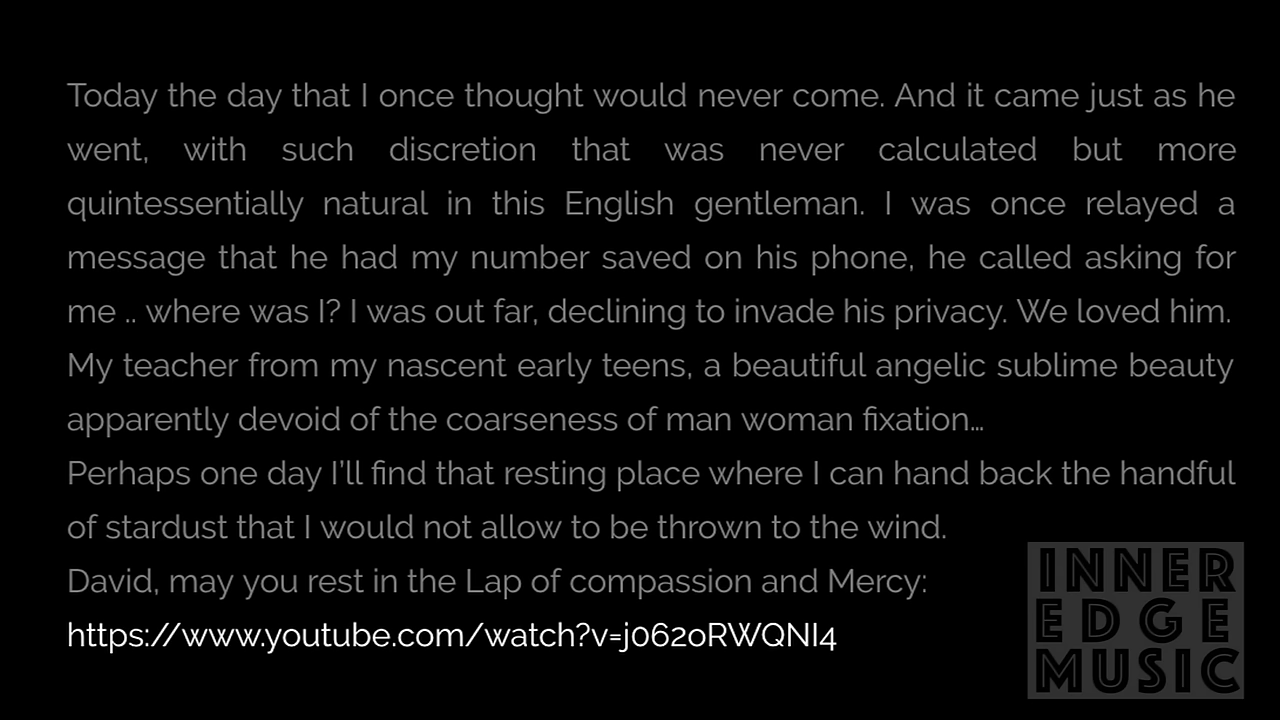 Today the day that I once thought would never come. And it came just as he
went, with such discretion that was never calculated but more
quintessentially natural in this English gentleman. I was once relayed a
message that he had my number saved on his phone, he called asking for
me .. where was I? I was out far, declining to invade his privacy. We loved him.
My teacher from my nascent early teens, a beautiful angelic sublime beauty
apparently devoid of the coarseness of man woman fixation…
Perhaps one day I’ll find that resting place where I can hand back the handful
of stardust that I would not allow to be thrown to the wind.
David, may you rest in the Lap of compassion and Mercy:
https://www.youtube.com/watch?v=j062oRWQNI4
INNER
EDGE
MUSIC